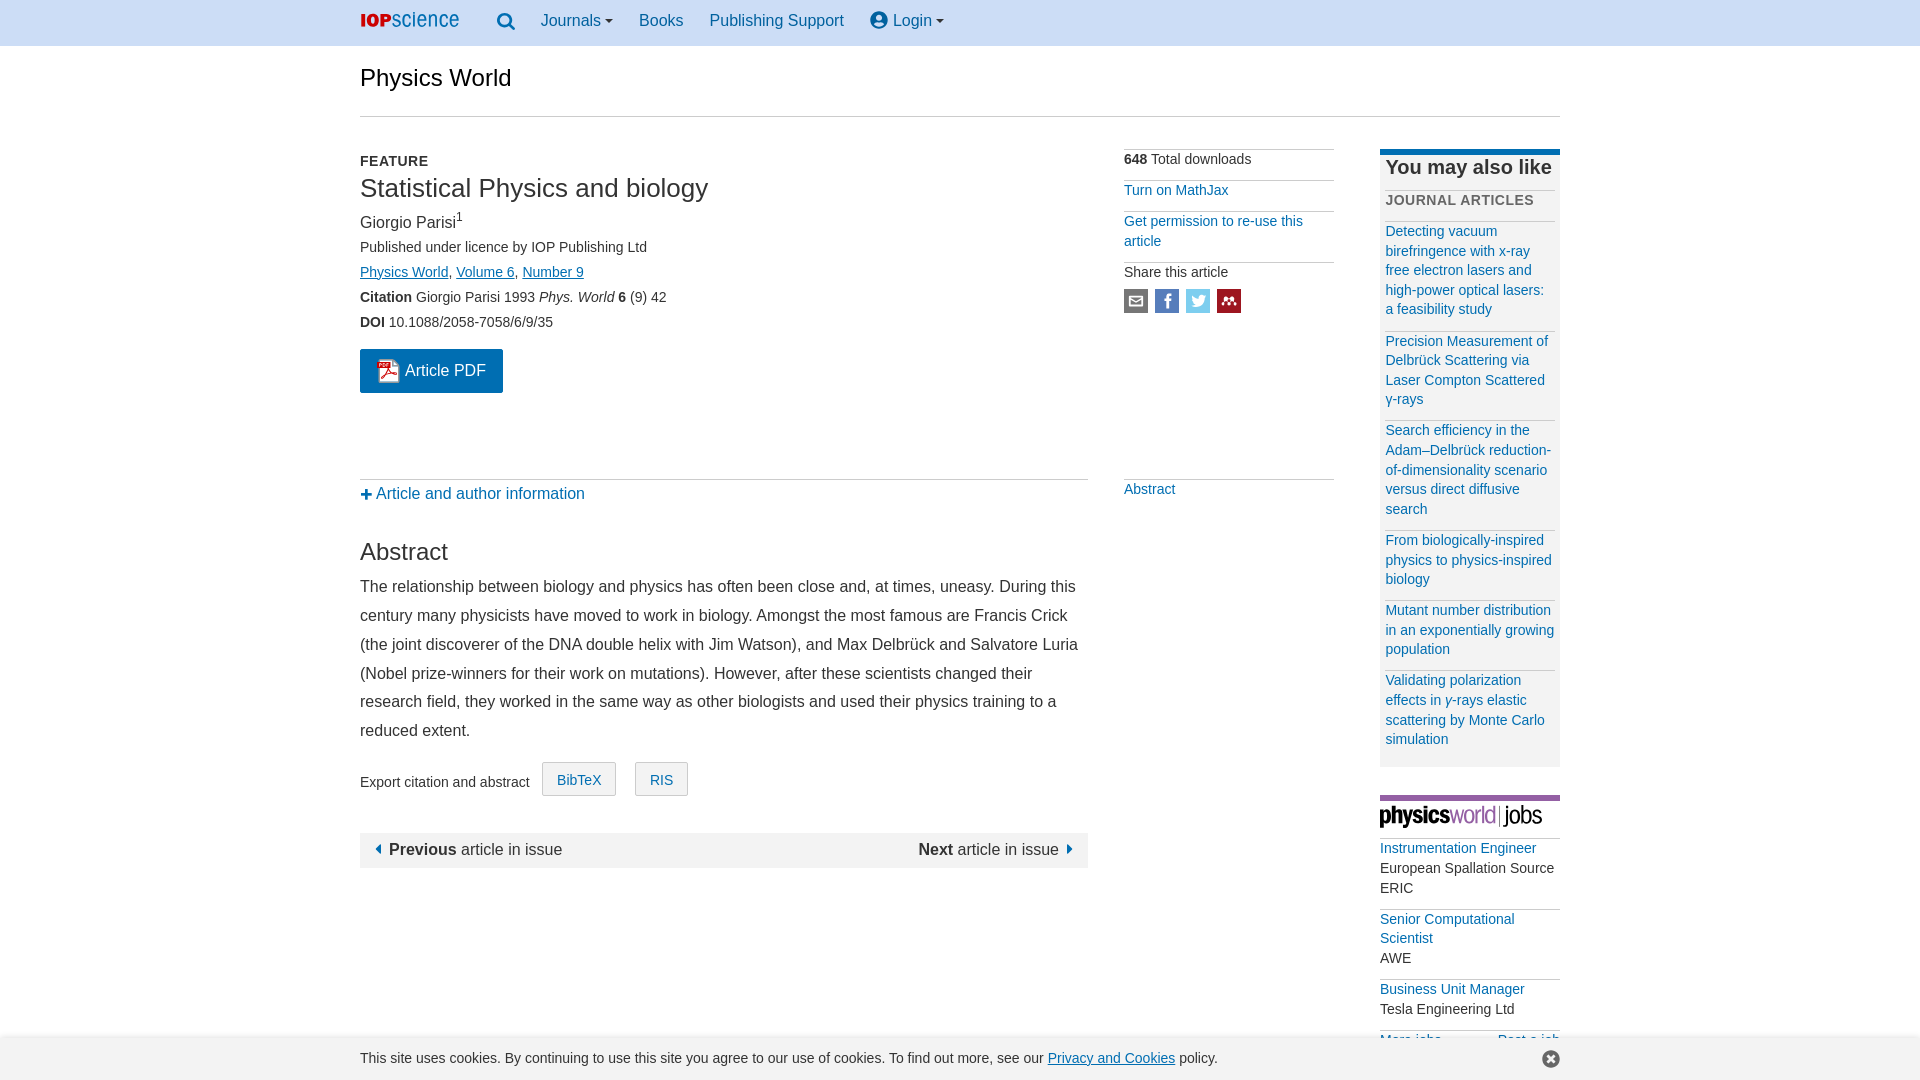 IOPscience
Journals
Books
Publishing Support
Login
Physics World
FEATURE
Statistical Physics and biology
Giorgio Parisi1
Published under licence by IOP Publishing Ltd
Physics World, Volume 6, Number 9
Citation Giorgio Parisi 1993 Phys. World 6 (9) 42
DOI 10.1088/2058-7058/6/9/35
Article PDF
Article and author information
Abstract
The relationship between biology and physics has often been close and, at times, uneasy. During this
century many physicists have moved to work in biology. Amongst the most famous are Francis Crick
(the joint discoverer of the DNA double helix with Jim Watson), and Max Delbrück and Salvatore Luria
(Nobel prize-winners for their work on mutations). However, after these scientists changed their
research field, they worked in the same way as other biologists and used their physics training to a
reduced extent.
Export citation and abstract
BibTeX
RIS
Previous article in issue
Next article in issue
648 Total downloads
Turn on MathJax
Get permission to re-use this
article
Share this article
Abstract
You may also like
JOURNAL ARTICLES
Detecting vacuum
birefringence with x-ray
free electron lasers and
high-power optical lasers:
a feasibility study
Precision Measurement of
Delbrück Scattering via
Laser Compton Scattered
γ-rays
Search efficiency in the
Adam–Delbrück reduction-
of-dimensionality scenario
versus direct diffusive
search
From biologically-inspired
physics to physics-inspired
biology
Mutant number distribution
in an exponentially growing
population
Validating polarization
effects in γ-rays elastic
scattering by Monte Carlo
simulation
physicsworld jobs
Instrumentation Engineer
European Spallation Source
ERIC
Senior Computational
Scientist
AWE
Business Unit Manager
Tesla Engineering Ltd
More jobs
Post a job
This site uses cookies. By continuing to use this site you agree to our use of cookies. To find out more, see our Privacy and Cookies policy.